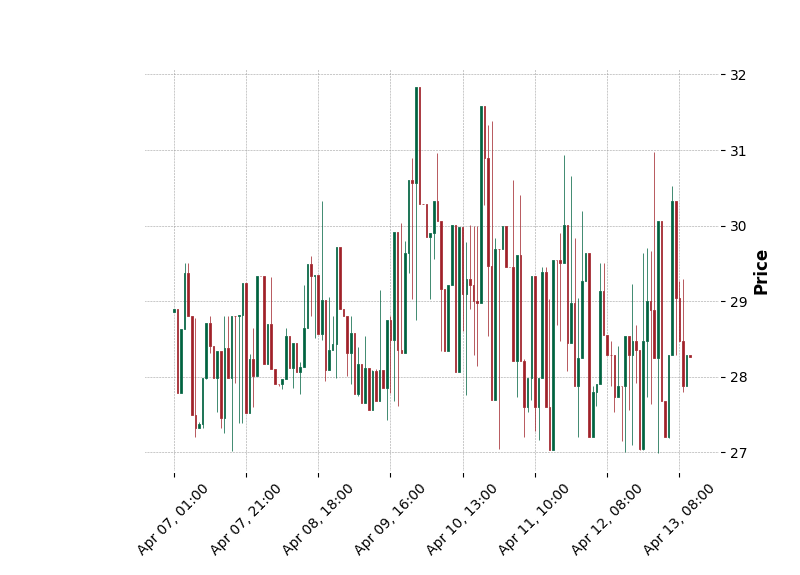 32
31
30
29
28
27
Price
Apr 07, 01:00
Apr 07, 21:00
Apr 08, 18:00
Apr 09, 16:00
Apr 10, 13:00
Apr 11, 10:00
Apr 12, 08:00
Apr 13, 08:00